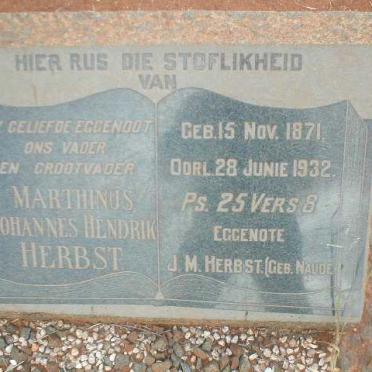 HIER RUS DIE STOFLIKHEID
VAN
GELIEFDE EGGENOOT
ONS VADER
EN GROOTVADER
MARTHINUS
JOHANNES HENDRIK
HERBST
GEB. 15 NOV. 1871.
OORL. 28 JUNIE 1932.
PS. 25 VERS 8
EGGENOTE
J. M. HERBST. (GEB. NAUDE